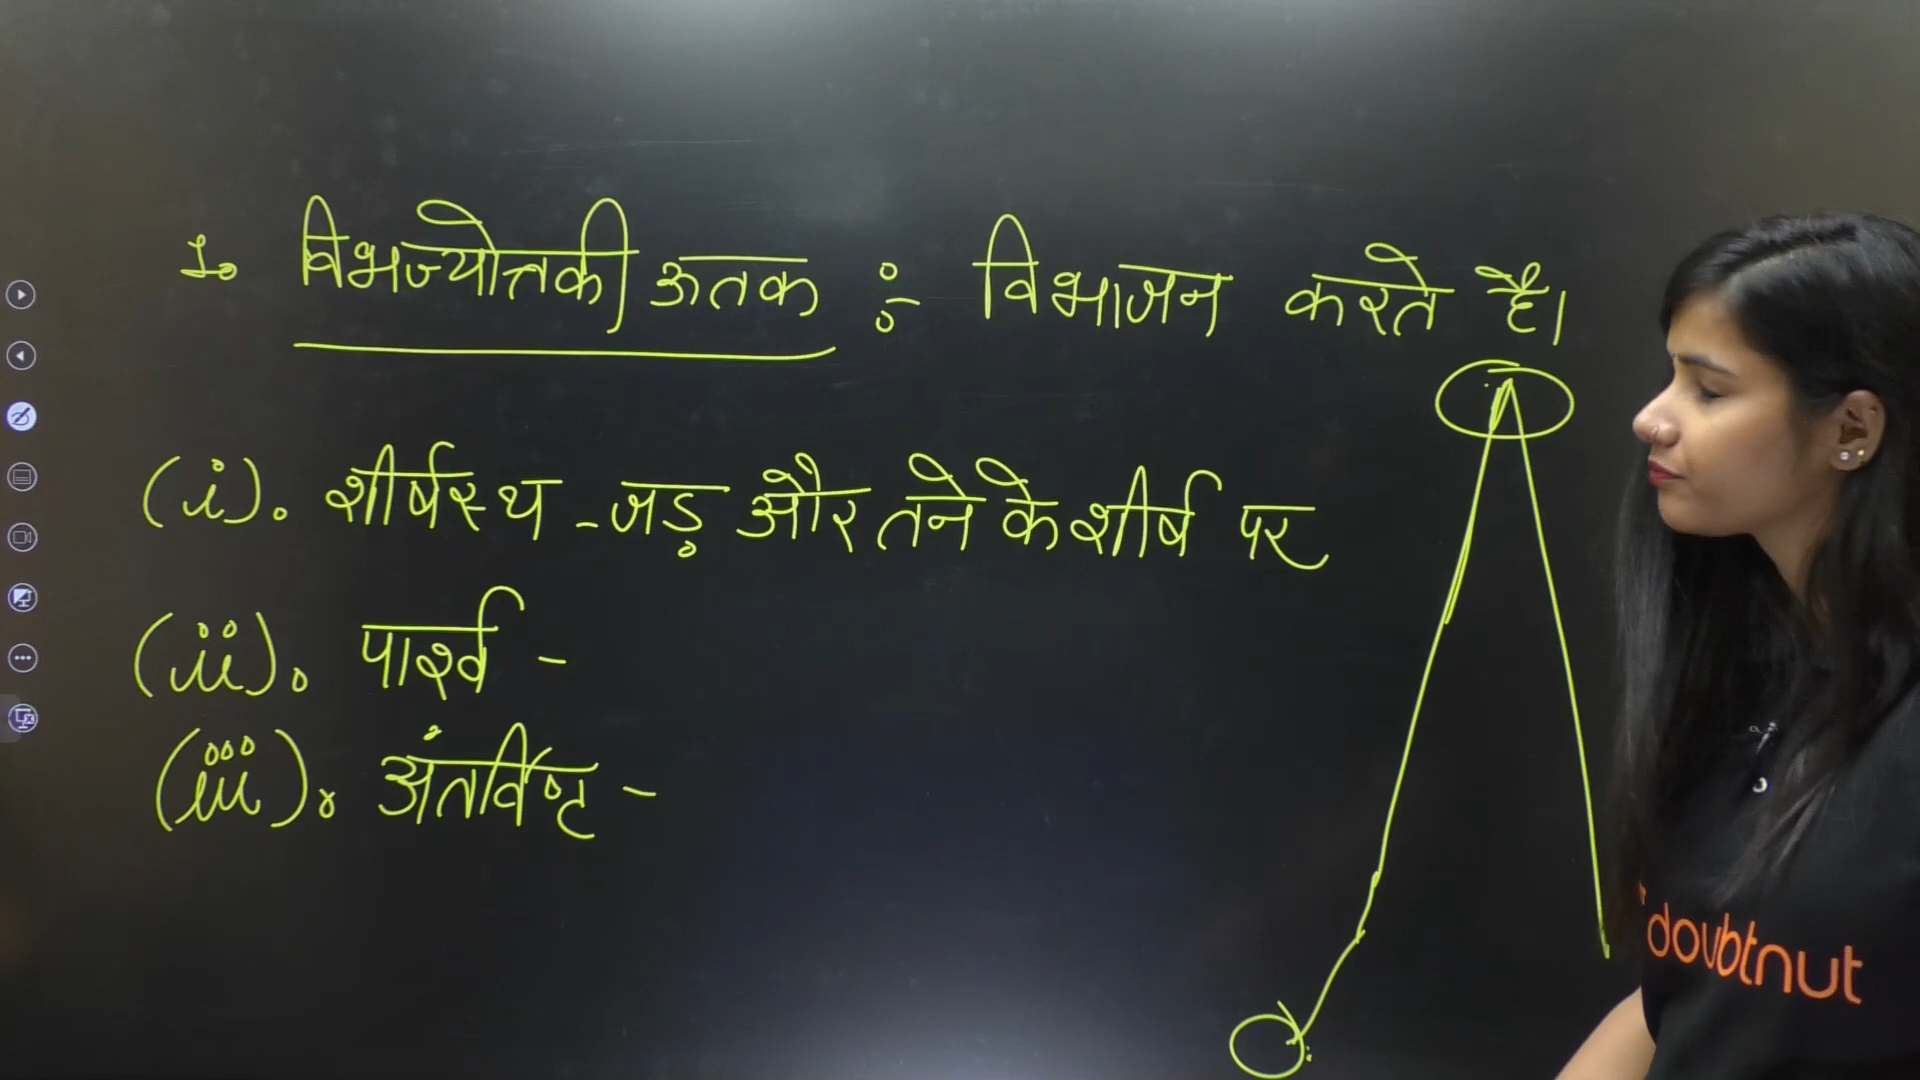 1. विभज्योत्तकी ऊतक :- विभाजन करते है।
(i). शीर्षस्थ - जड़ और तने के शीर्ष पर
(ii). पार्श्व -
(iii). अंतर्विष्ट -
doubtnut